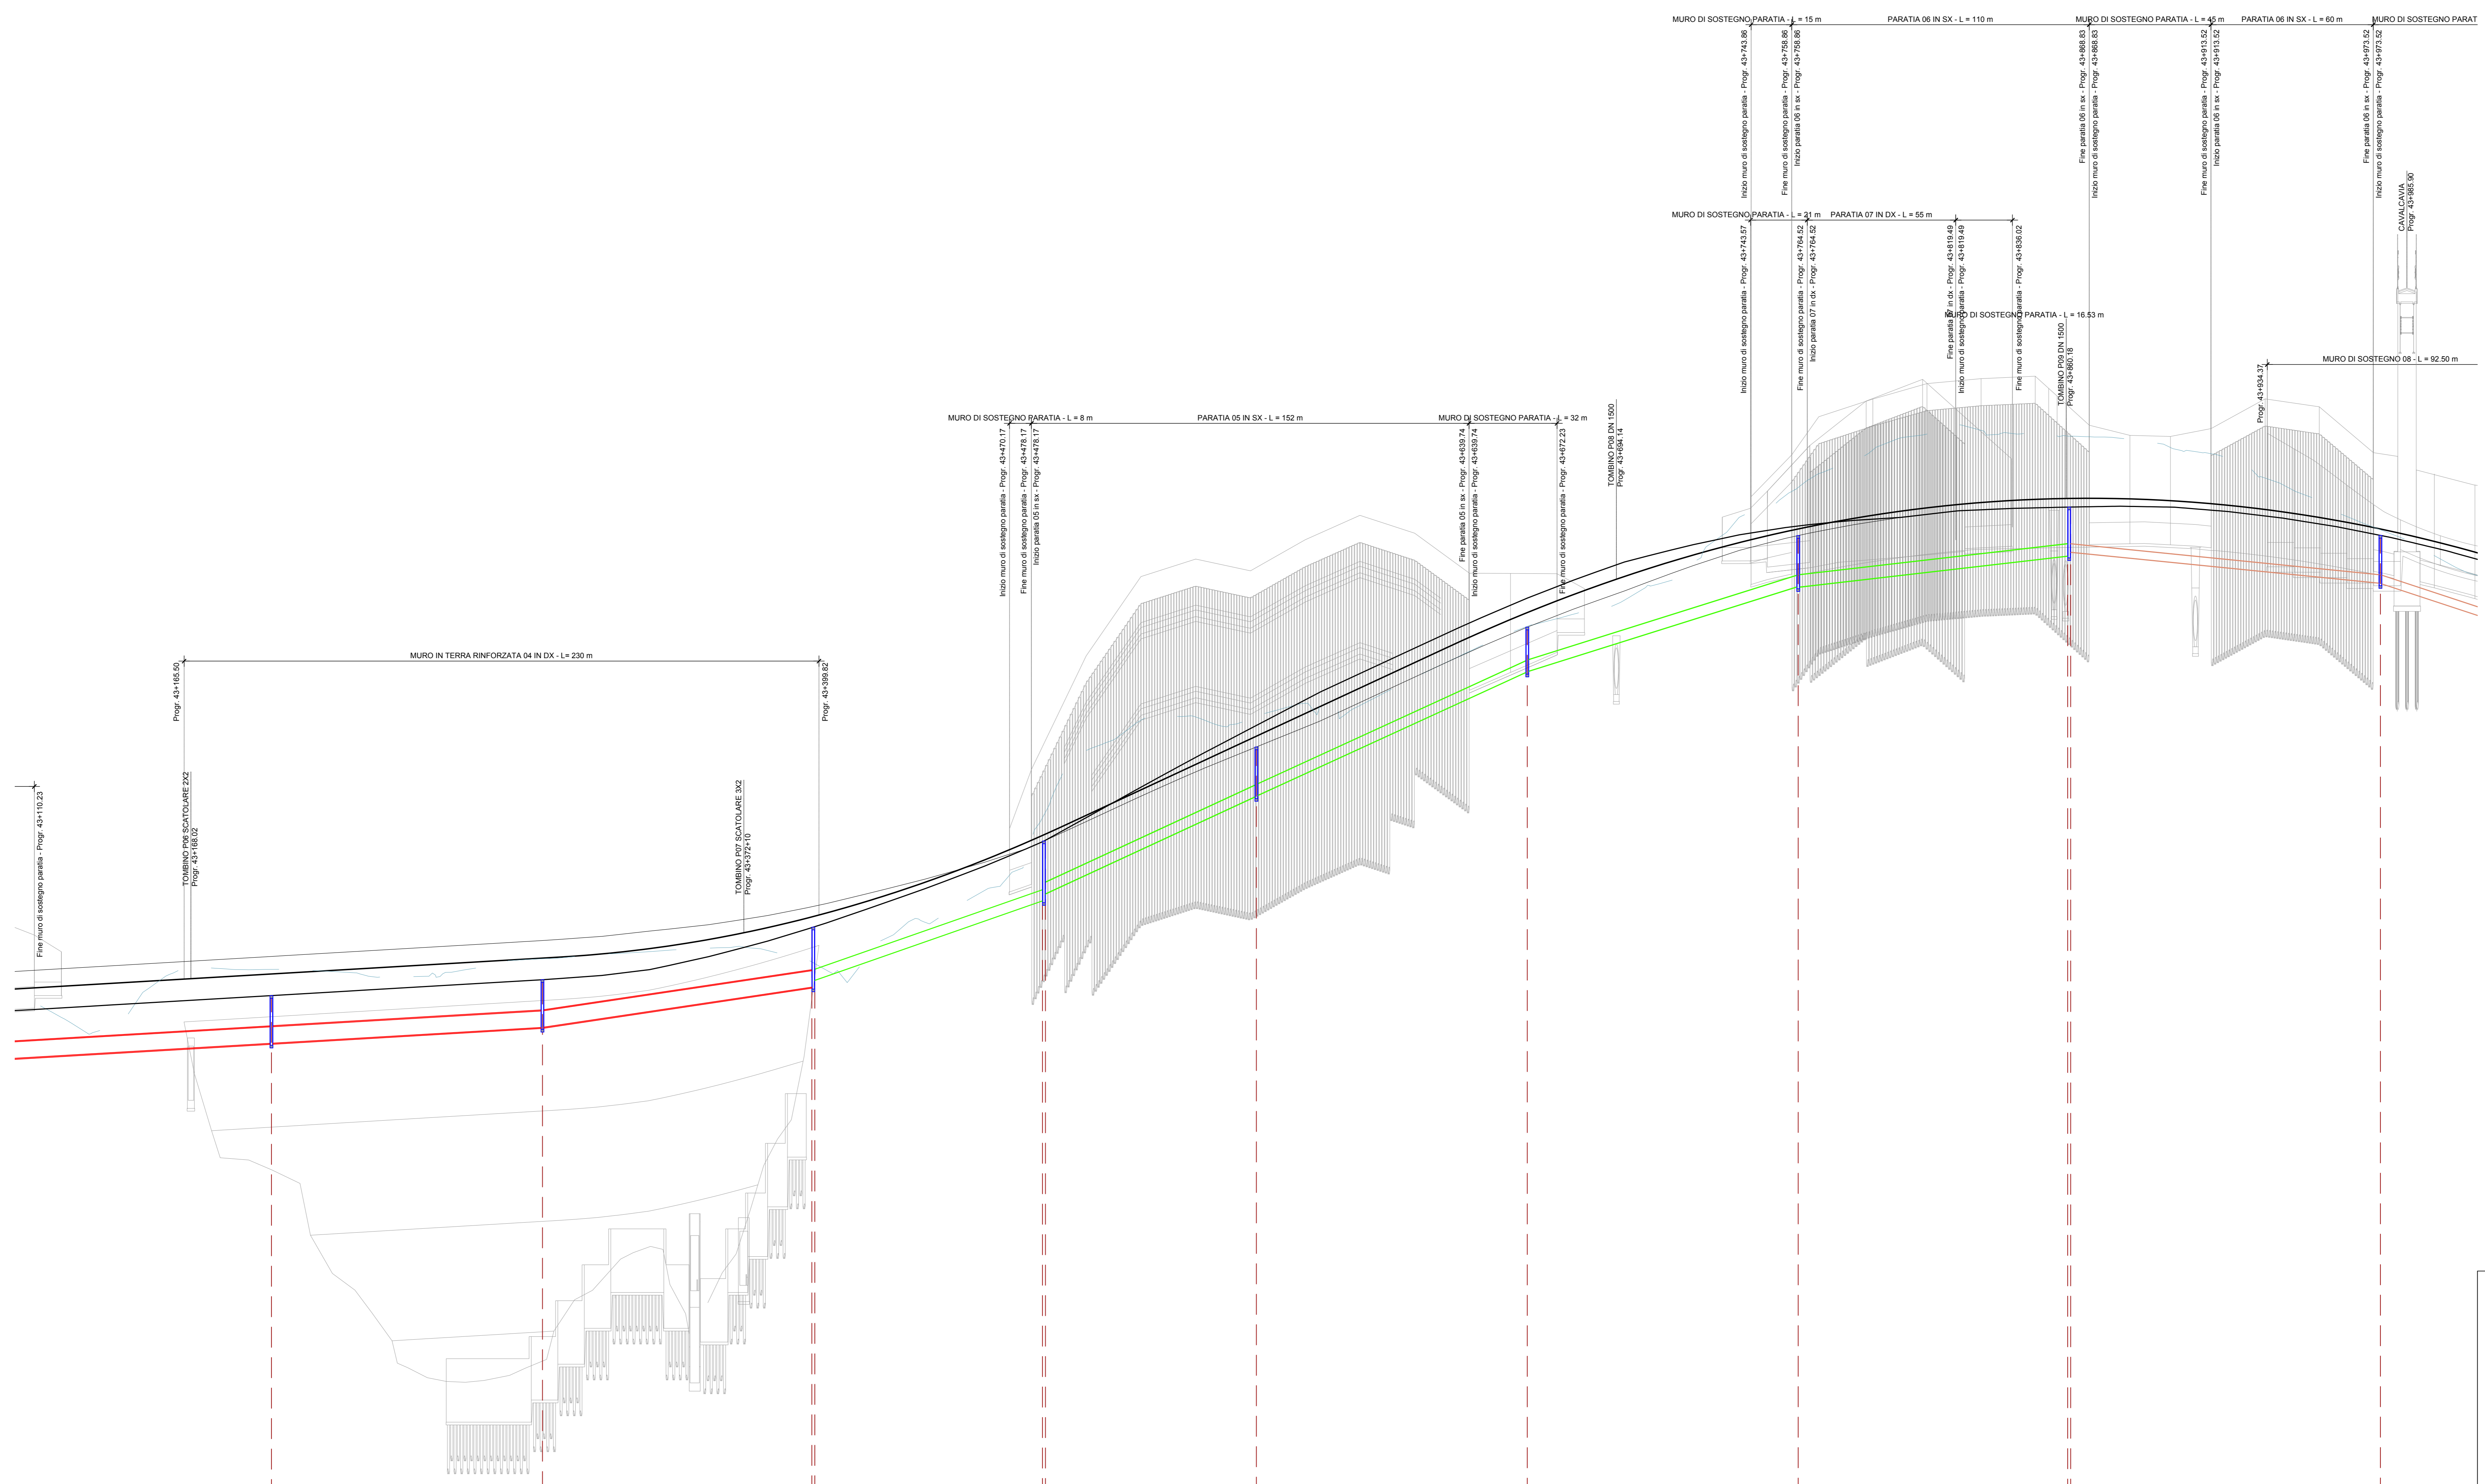 MURO DI SOSTEGNO PARATIA - L = 15 m
PARATIA 06 IN SX - L = 110 m
MURO DI SOSTEGNO PARATIA - L = 45 m
PARATIA 06 IN SX - L = 60 m
MURO DI SOSTEGNO PARAT
Inizio muro di sostegno paratia - Progr. 43+743.86
Fine muro di sostegno paratia - Progr. 43+758.86
Inizio paratia 06 in sx - Progr. 43+758.86
Fine paratia 06 in sx - Progr. 43+868.83
Inizio muro di sostegno paratia - Progr. 43+868.83
Fine muro di sostegno paratia - Progr. 43+913.52
Inizio paratia 06 in sx - Progr. 43+913.52
Fine paratia 06 in sx - Progr. 43+973.52
Inizio muro di sostegno paratia - Progr. 43+973.52
CAVALCAVIA
Progr. 43+985.90
MURO DI SOSTEGNO PARATIA - L = 21 m
PARATIA 07 IN DX - L = 55 m
Inizio muro di sostegno paratia - Progr. 43+743.57
Fine muro di sostegno paratia - Progr. 43+764.52
Inizio paratia 07 in dx - Progr. 43+764.52
Fine paratia 07 in dx - Progr. 43+819.49
Inizio muro di sostegno paratia - Progr. 43+819.49
Fine muro di sostegno paratia - Progr. 43+836.02
MURO DI SOSTEGNO PARATIA - L = 16.53 m
TOMBINO P09 DN 1500
Progr. 43+860.18
MURO DI SOSTEGNO 08 - L = 92.50 m
Progr. 43+934.37
MURO DI SOSTEGNO PARATIA - L = 8 m
PARATIA 05 IN SX - L = 152 m
MURO DI SOSTEGNO PARATIA - L = 32 m
Inizio muro di sostegno paratia - Progr. 43+470.17
Fine muro di sostegno paratia - Progr. 43+478.17
Inizio paratia 05 in sx - Progr. 43+478.17
Fine paratia 05 in sx - Progr. 43+639.74
Inizio muro di sostegno paratia - Progr. 43+639.74
Fine muro di sostegno paratia - Progr. 43+672.23
TOMBINO P08 DN 1500
Progr. 43+694.14
MURO IN TERRA RINFORZATA 04 IN DX - L= 230 m
Progr. 43+165.50
Progr. 43+399.82
TOMBINO P06 SCATOLARE 2X2
Progr. 43+168.02
TOMBINO P07 SCATOLARE 3X2
Progr. 43+372+10
Fine muro di sostegno paratia - Progr. 43+110.23